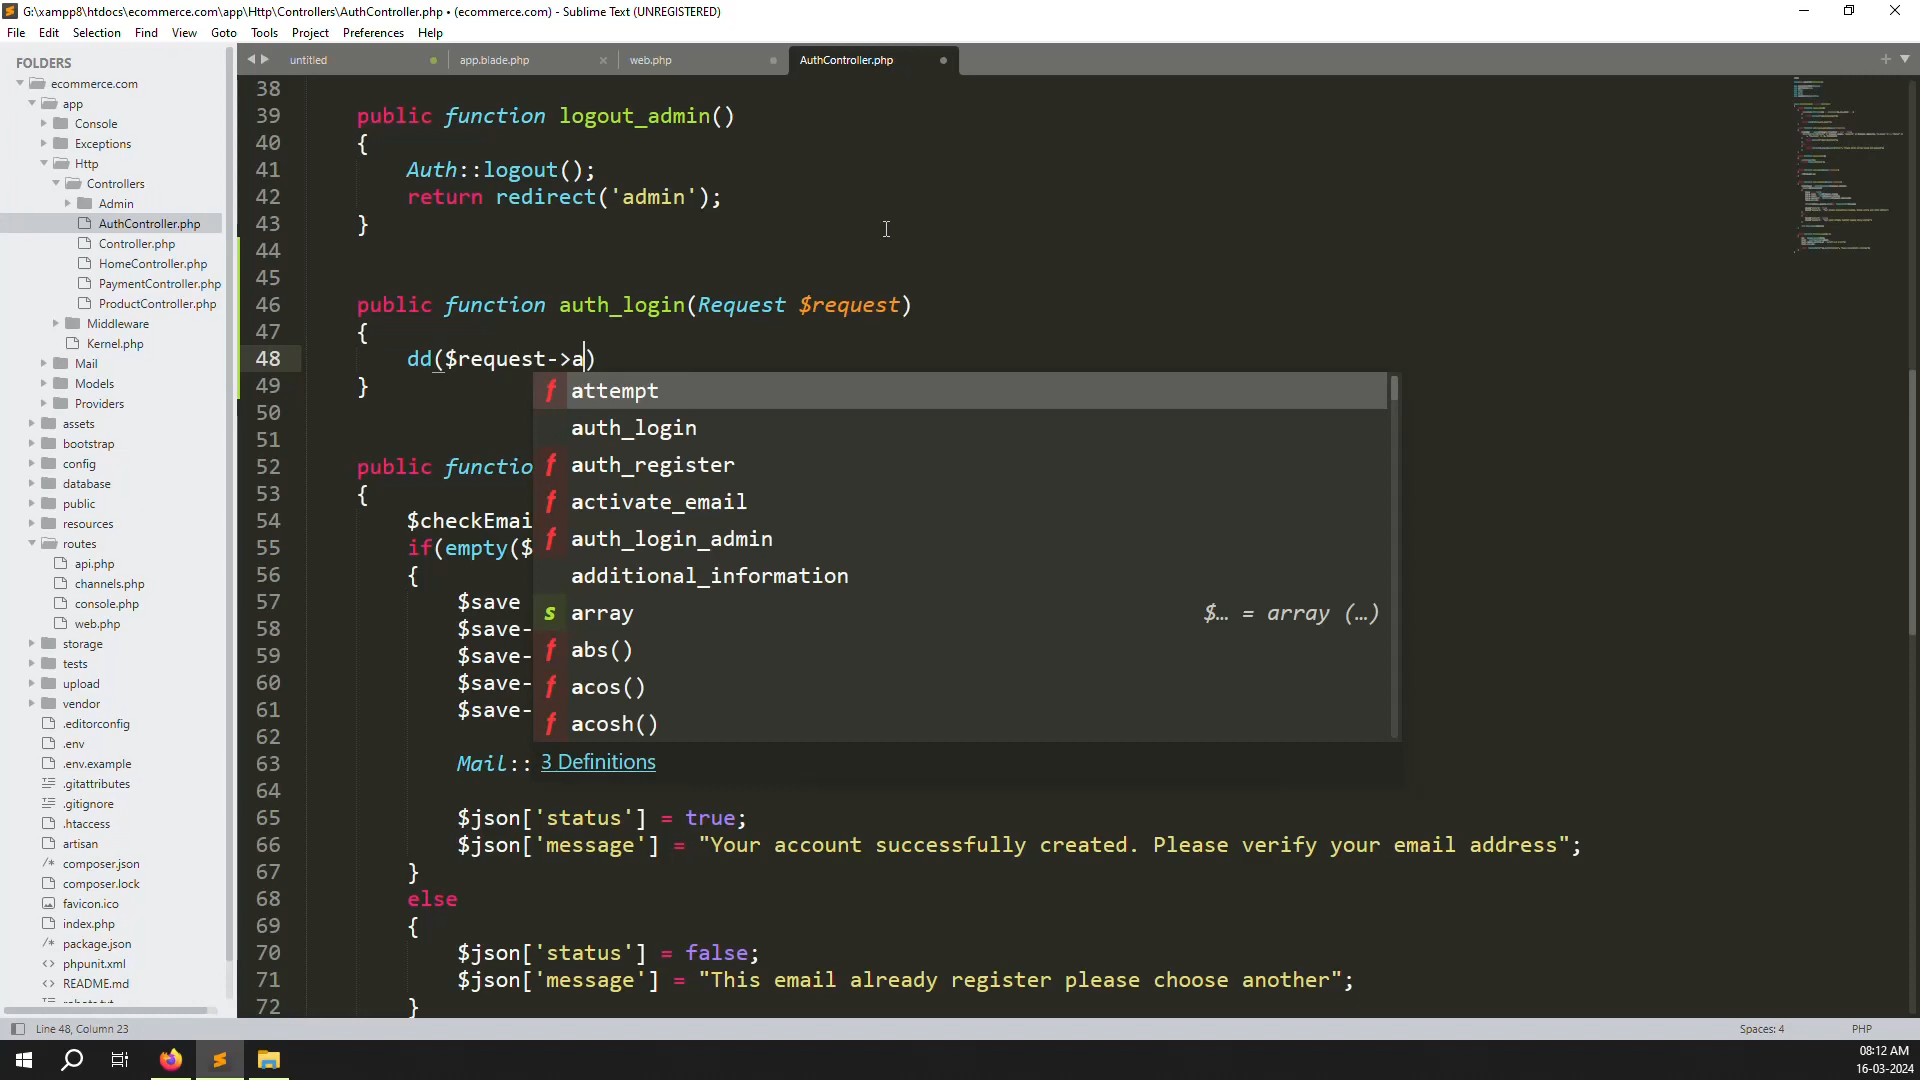 G:\xampp8\htdocs\ecommerce.com\app\Http\Controllers\AuthController.php • (ecommerce.com) - Sublime Text (UNREGISTERED)
File Edit Selection Find View Goto Tools Project Preferences Help
FOLDERS
ecommerce.com
app
Console
Exceptions
Http
Controllers
Admin
AuthController.php
Controller.php
HomeController.php
PaymentController.php
ProductController.php
Middleware
Kernel.php
Mail
Models
Providers
assets
bootstrap
config
database
public
resources
routes
api.php
channels.php
console.php
web.php
storage
tests
upload
vendor
.editorconfig
.env
.env.example
.gitattributes
.gitignore
.htaccess
artisan
composer.json
composer.lock
favicon.ico
index.php
package.json
phpunit.xml
README.md
untitled app.blade.php web.php AuthController.php
38
39 public function logout_admin()
40 {
41 Auth::logout();
42 return redirect('admin');
43 }
44
45
46 public function auth_login(Request $request)
47 {
48 dd($request->a)
49 }
50
51
52 public functio
53 {
54 $checkEmai
55 if(empty($
56 {
57 $save
58 $save-
59 $save-
60 $save-
61 $save-
62
63 Mail::
64
65 $json['status'] = true;
66 $json['message'] = "Your account successfully created. Please verify your email address";
67 }
68 else
69 {
70 $json['status'] = false;
71 $json['message'] = "This email already register please choose another";
72 }
f attempt
auth_login
f auth_register
f activate_email
f auth_login_admin
additional_information
s array $… = array (…)
f abs()
f acos()
f acosh()
3 Definitions
Line 48, Column 23 Spaces: 4 PHP
08:12 AM
16-03-2024